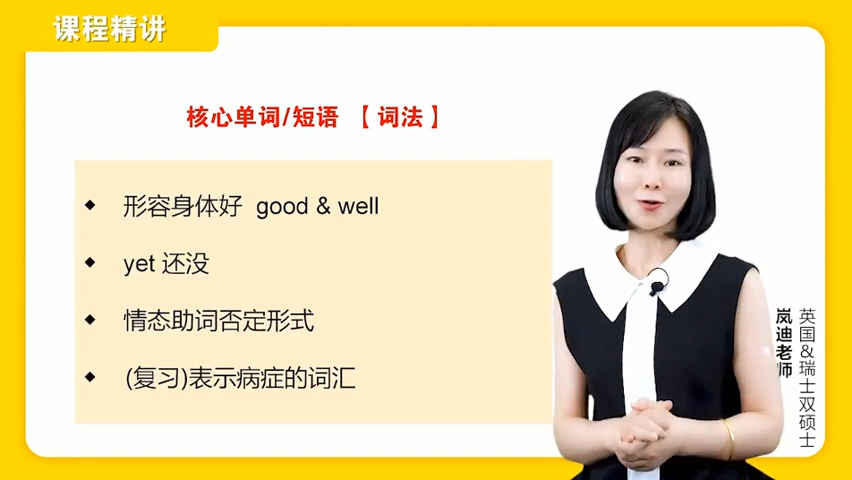 课程精讲
核心单词/短语 【词法】
形容身体好 good & well
yet 还没
情态助词否定形式
(复习)表示病症的词汇
英国&瑞士双硕士
岚迪老师